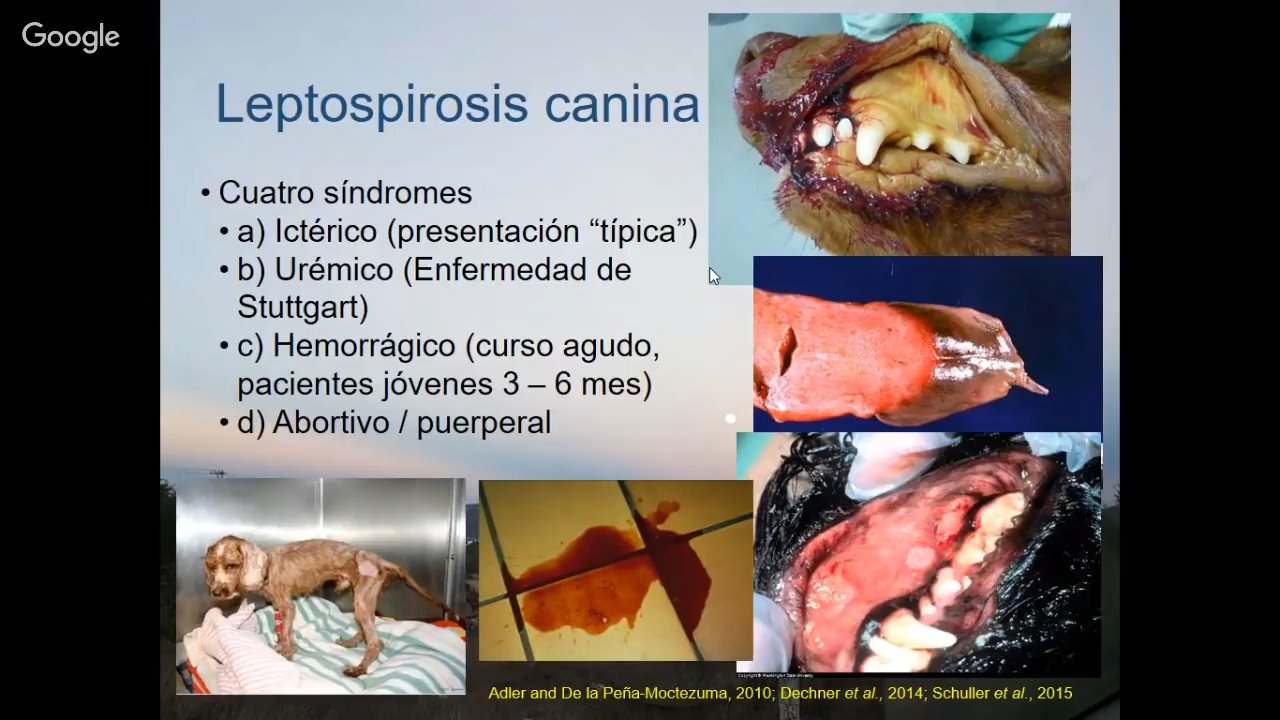 Google
Leptospirosis canina
• Cuatro síndromes
• a) Ictérico (presentación “típica”)
• b) Urémico (Enfermedad de
Stuttgart)
• c) Hemorrágico (curso agudo,
pacientes jóvenes 3 – 6 mes)
• d) Abortivo / puerperal
Adler and De la Peña-Moctezuma, 2010; Dechner et al., 2014; Schuller et al., 2015